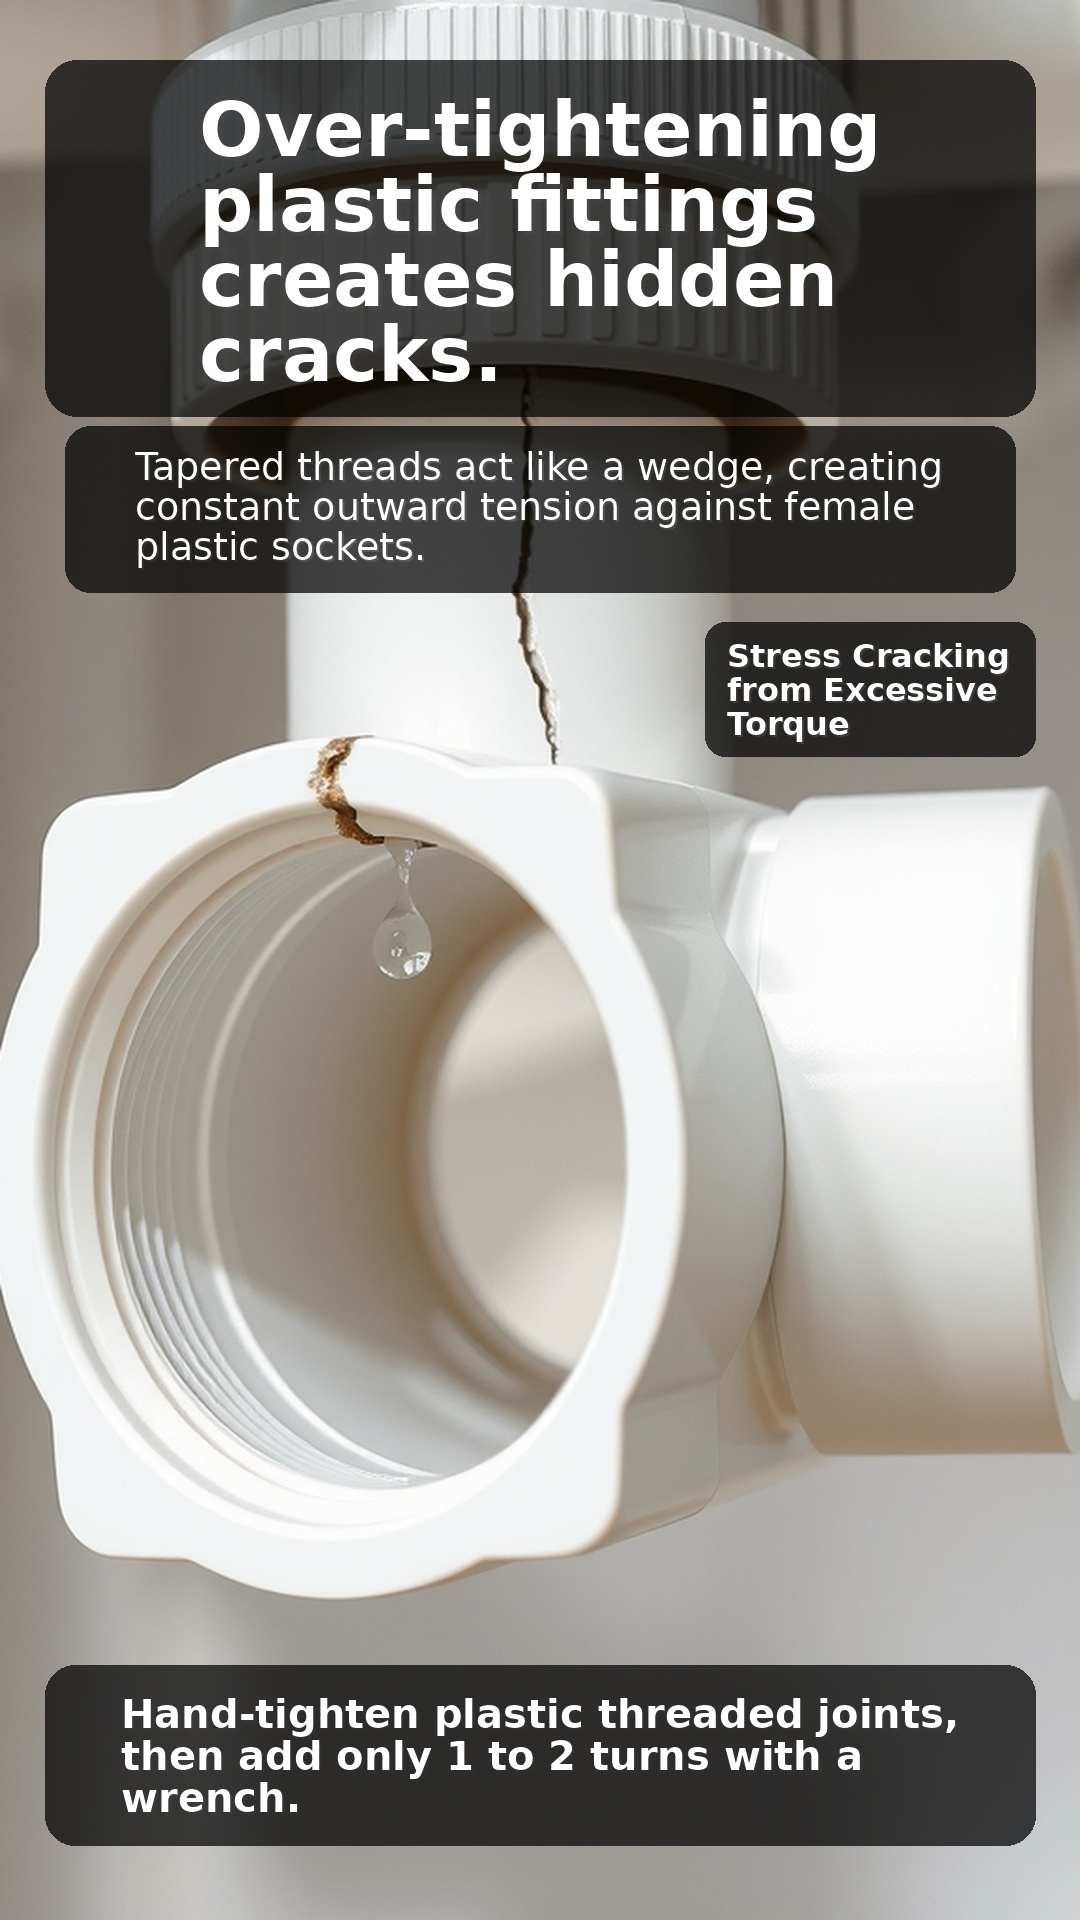 Over-tightening
plastic fittings
creates hidden
cracks.
Tapered threads act like a wedge, creating
constant outward tension against female
plastic sockets.
Stress Cracking
from Excessive
Torque
Hand-tighten plastic threaded joints,
then add only 1 to 2 turns with a
wrench.